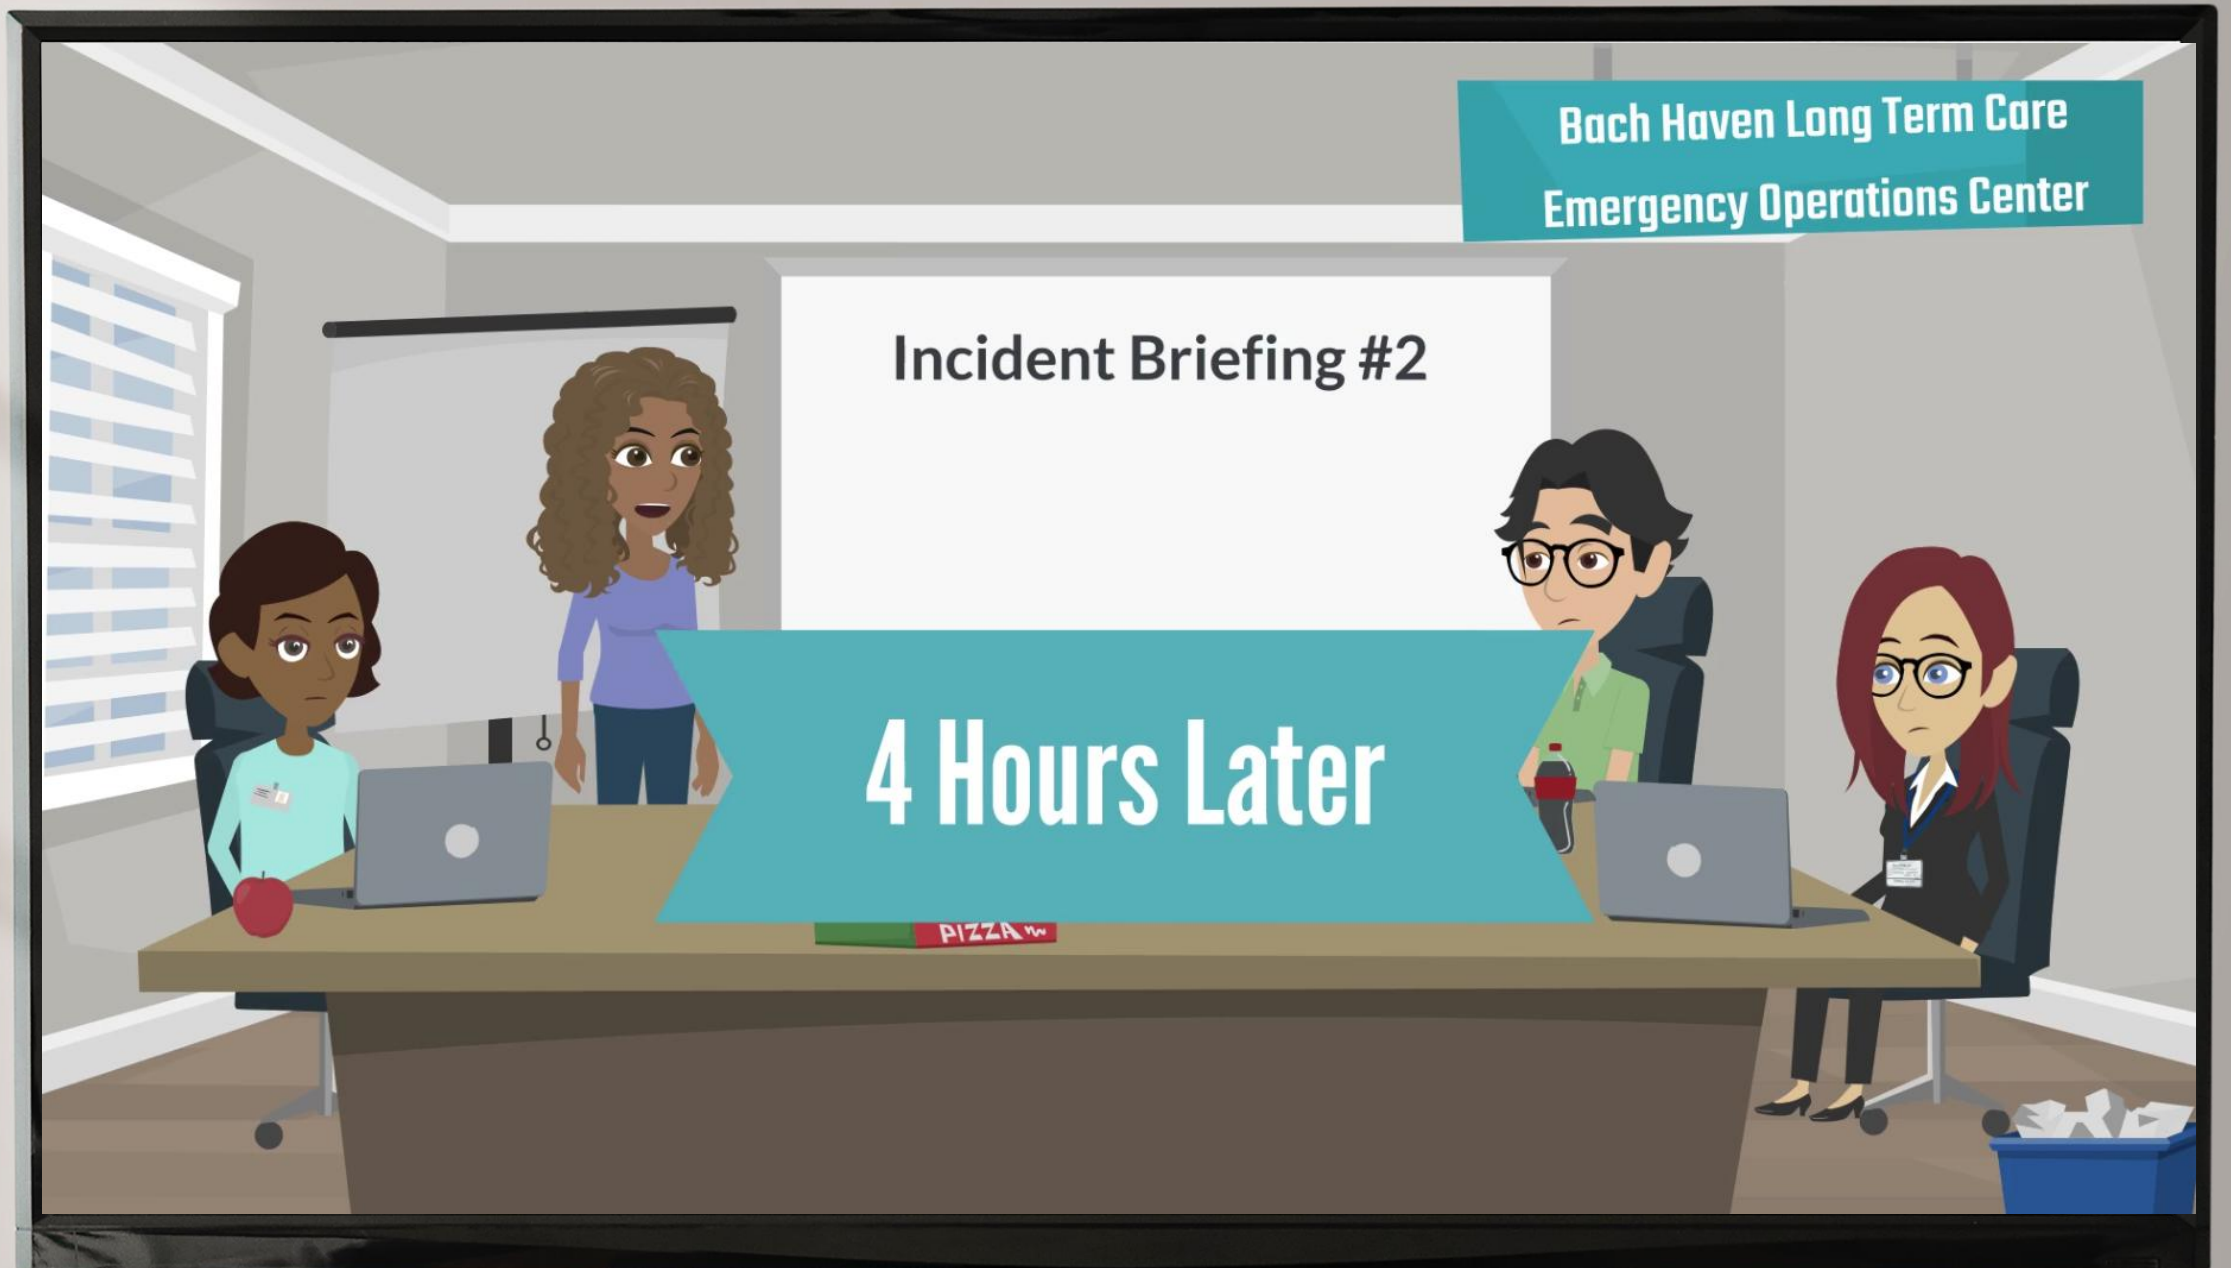 Bach Haven Long Term Care
Emergency Operations Center
Incident Briefing #2
4 Hours Later
PIZZA